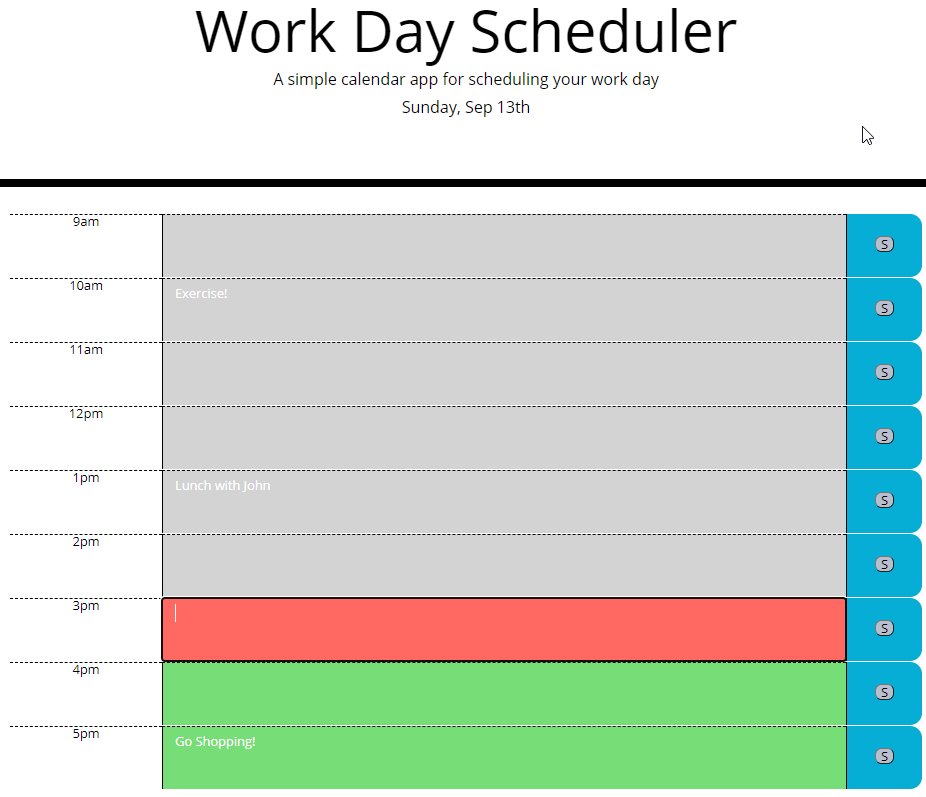 Work Day Scheduler
A simple calendar app for scheduling your work day
Sunday, Sep 13th
9am S
10am Exercise! S
11am S
12pm S
1pm Lunch with John S
2pm S
3pm S
4pm S
5pm Go Shopping! S